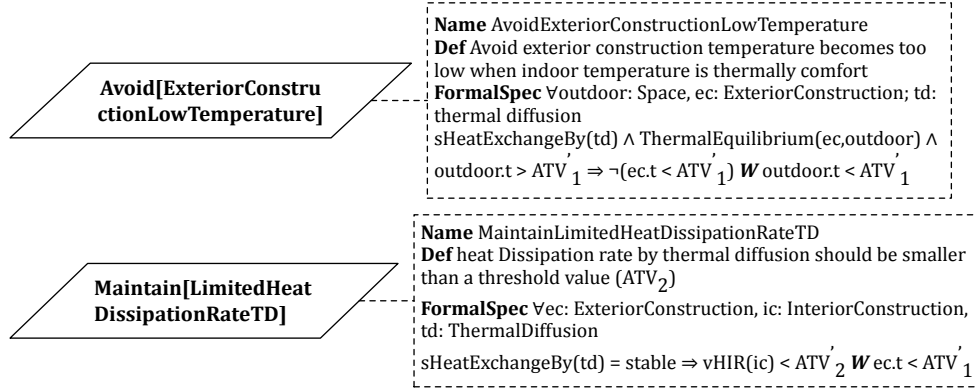 Avoid[ExteriorConstru
ctionLowTemperature]
Name AvoidExteriorConstructionLowTemperature
Def Avoid exterior construction temperature becomes too
low when indoor temperature is thermally comfort
FormalSpec ∀outdoor: Space, ec: ExteriorConstruction; td:
thermal diffusion
sHeatExchangeBy(td) ∧ ThermalEquilibrium(ec,outdoor) ∧
outdoor.t > ATV'₁ ⇒ ¬(ec.t < ATV'₁) W outdoor.t < ATV'₁
Maintain[LimitedHeat
DissipationRateTD]
Name MaintainLimitedHeatDissipationRateTD
Def heat Dissipation rate by thermal diffusion should be smaller
than a threshold value (ATV₂)
FormalSpec ∀ec: ExteriorConstruction, ic: InteriorConstruction,
td: ThermalDiffusion
sHeatExchangeBy(td) = stable ⇒ vHIR(ic) < ATV'₂ W ec.t < ATV'₁